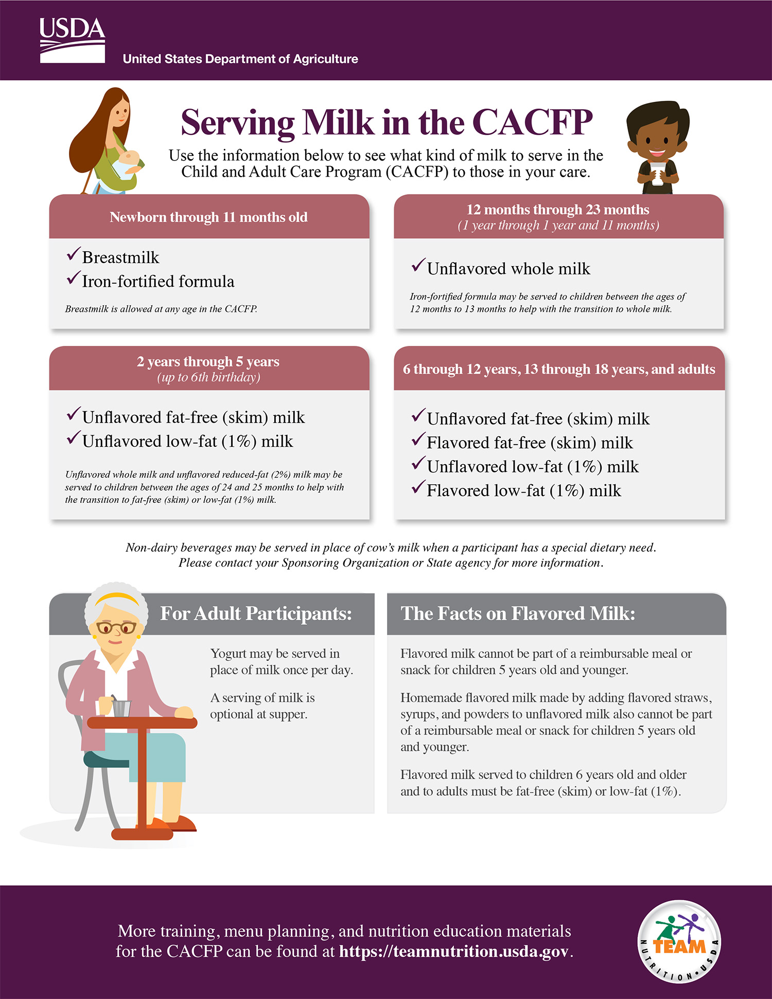 USDA
United States Department of Agriculture
Serving Milk in the CACFP
Use the information below to see what kind of milk to serve in the
Child and Adult Care Program (CACFP) to those in your care.
Newborn through 11 months old
✓Breastmilk
✓Iron-fortified formula
Breastmilk is allowed at any age in the CACFP.
12 months through 23 months
(1 year through 1 year and 11 months)
✓Unflavored whole milk
Iron-fortified formula may be served to children between the ages of
12 months to 13 months to help with the transition to whole milk.
2 years through 5 years
(up to 6th birthday)
✓Unflavored fat-free (skim) milk
✓Unflavored low-fat (1%) milk
Unflavored whole milk and unflavored reduced-fat (2%) milk may be
served to children between the ages of 24 and 25 months to help with
the transition to fat-free (skim) or low-fat (1%) milk.
6 through 12 years, 13 through 18 years, and adults
✓Unflavored fat-free (skim) milk
✓Flavored fat-free (skim) milk
✓Unflavored low-fat (1%) milk
✓Flavored low-fat (1%) milk
Non-dairy beverages may be served in place of cow's milk when a participant has a special dietary need.
Please contact your Sponsoring Organization or State agency for more information.
For Adult Participants:
Yogurt may be served in
place of milk once per day.
A serving of milk is
optional at supper.
The Facts on Flavored Milk:
Flavored milk cannot be part of a reimbursable meal or
snack for children 5 years old and younger.
Homemade flavored milk made by adding flavored straws,
syrups, and powders to unflavored milk also cannot be part
of a reimbursable meal or snack for children 5 years old
and younger.
Flavored milk served to children 6 years old and older
and to adults must be fat-free (skim) or low-fat (1%).
More training, menu planning, and nutrition education materials
for the CACFP can be found at https://teamnutrition.usda.gov.
TEAM
NUTRITION • USDA